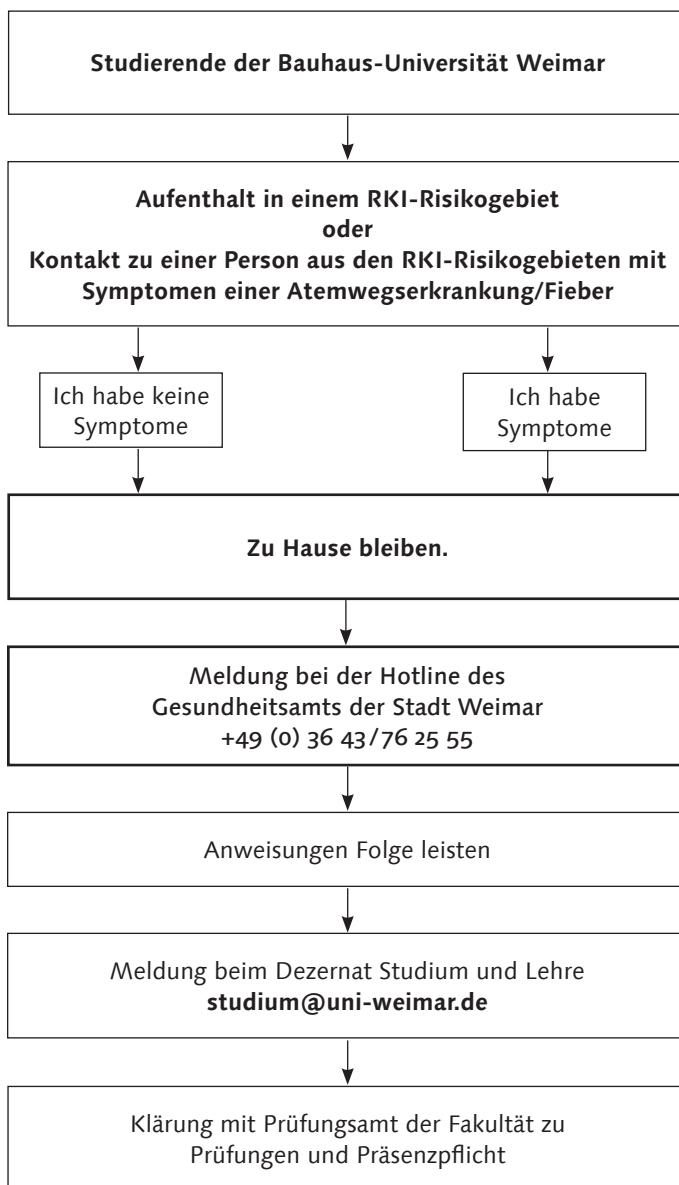 Studierende der Bauhaus-Universität Weimar
Aufenthalt in einem RKI-Risikogebiet
oder
Kontakt zu einer Person aus den RKI-Risikogebieten mit
Symptomen einer Atemwegserkrankung/Fieber
Ich habe keine
Symptome
Ich habe
Symptome
Zu Hause bleiben.
Meldung bei der Hotline des
Gesundheitsamts der Stadt Weimar
+49 (0) 36 43/76 25 55
Anweisungen Folge leisten
Meldung beim Dezernat Studium und Lehre
studium@uni-weimar.de
Klärung mit Prüfungsamt der Fakultät zu
Prüfungen und Präsenzpflicht